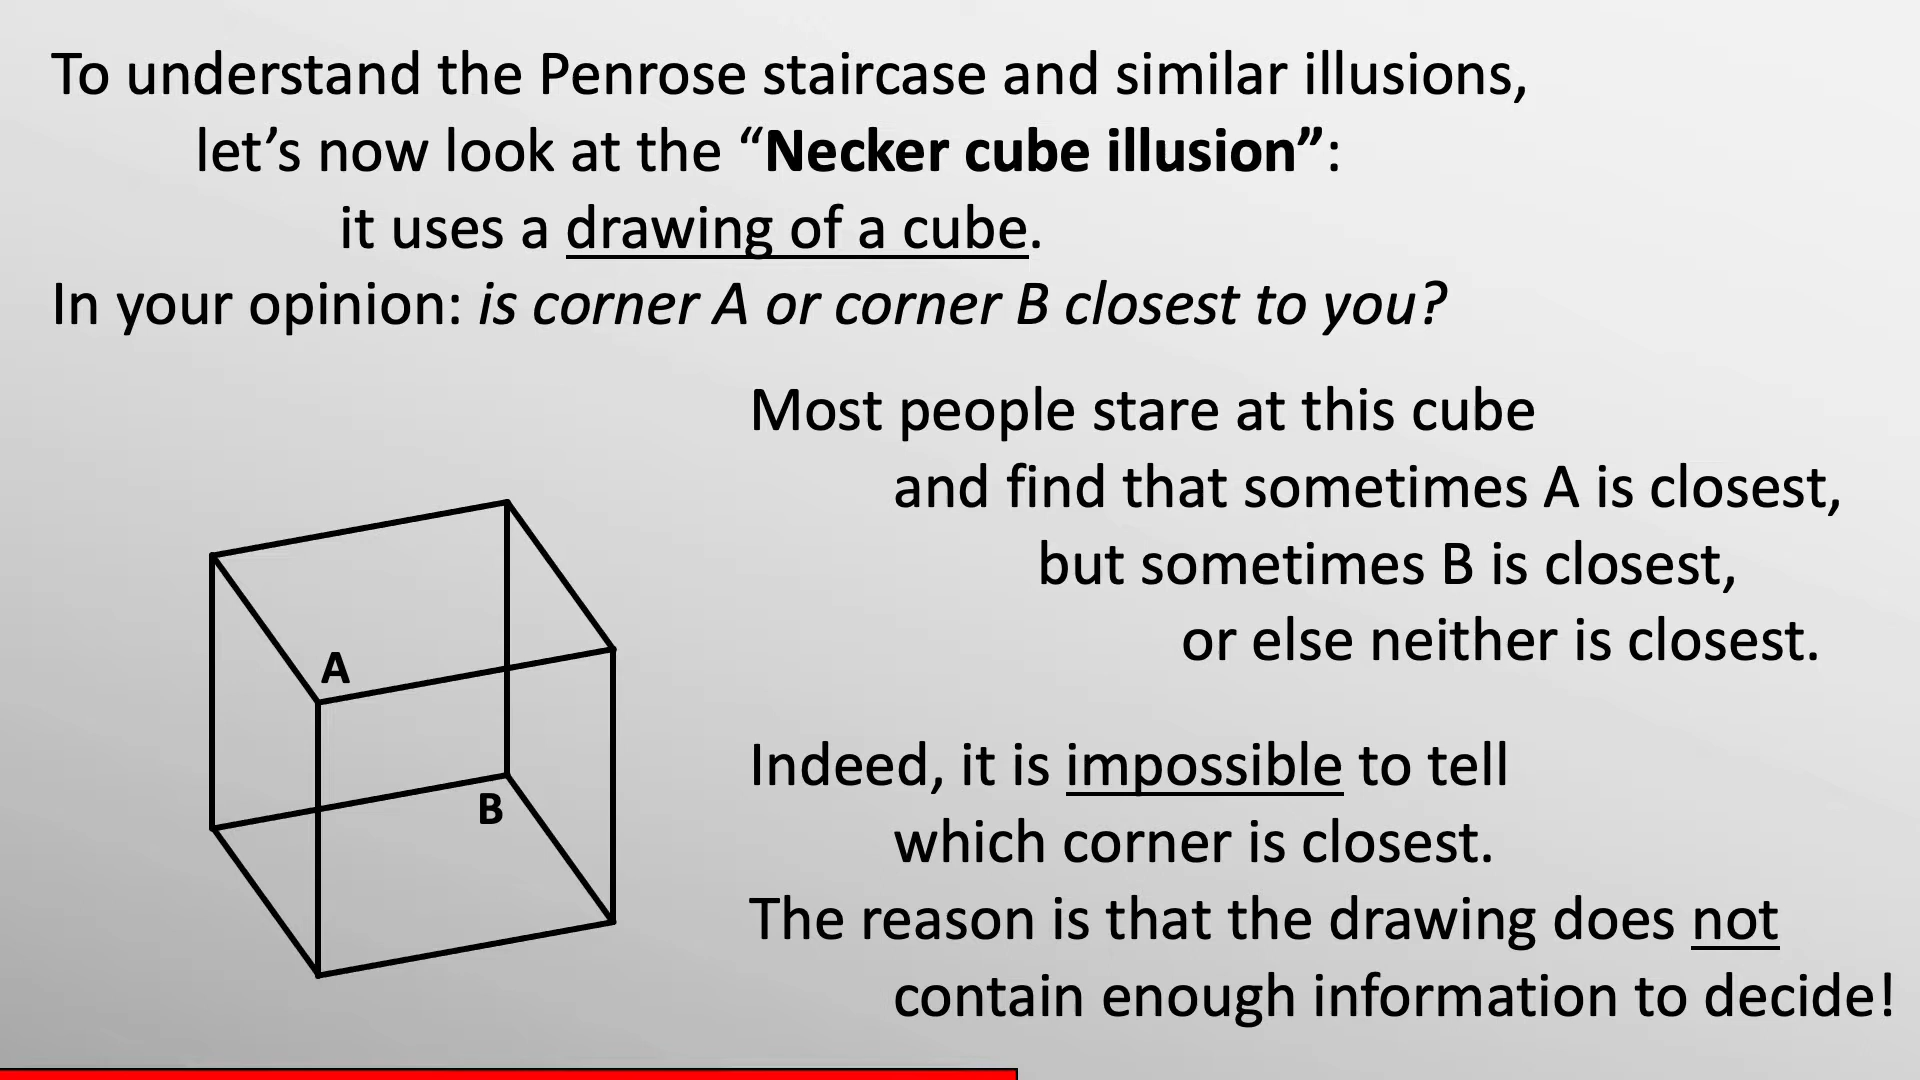 To understand the Penrose staircase and similar illusions,
let’s now look at the “Necker cube illusion”:
it uses a drawing of a cube.
In your opinion: is corner A or corner B closest to you?
Most people stare at this cube
and find that sometimes A is closest,
but sometimes B is closest,
or else neither is closest.
A
B
Indeed, it is impossible to tell
which corner is closest.
The reason is that the drawing does not
contain enough information to decide!